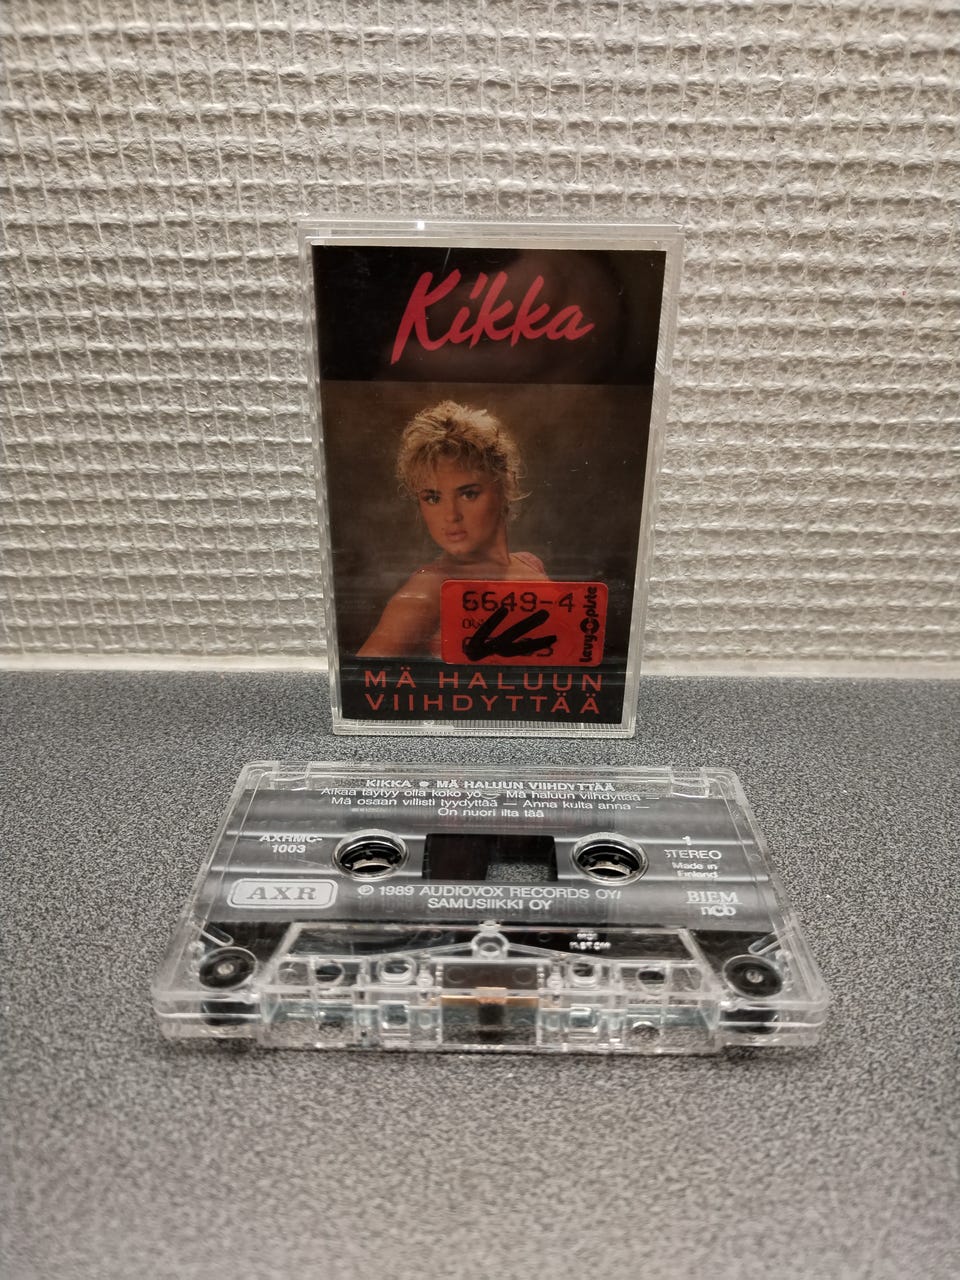 Kikka
6649-4
levypiste
MÄ HALUUN
VIIHDYTTÄÄ
KIKKA ● MÄ HALUUN VIIHDYTTÄÄ
Aikaa täytyy olla koko yö — Mä haluun viihdyttää —
Mä osaan villisti tyydyttää — Anna kulta anna —
On nuori ilta tää
AXRMC-
1003
1
STEREO
Made in
Finland
AXR
℗ 1989 AUDIOVOX RECORDS OY/
SAMUSIIKKI OY
BIEM
ncb